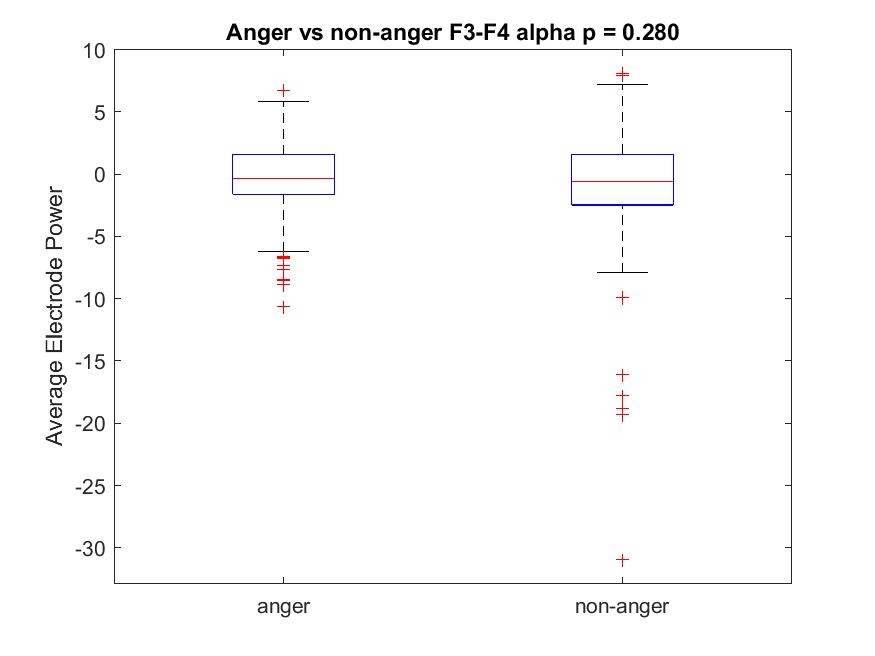 Anger vs non-anger F3-F4 alpha p = 0.280
Average Electrode Power
10
5
0
-5
-10
-15
-20
-25
-30
anger
non-anger